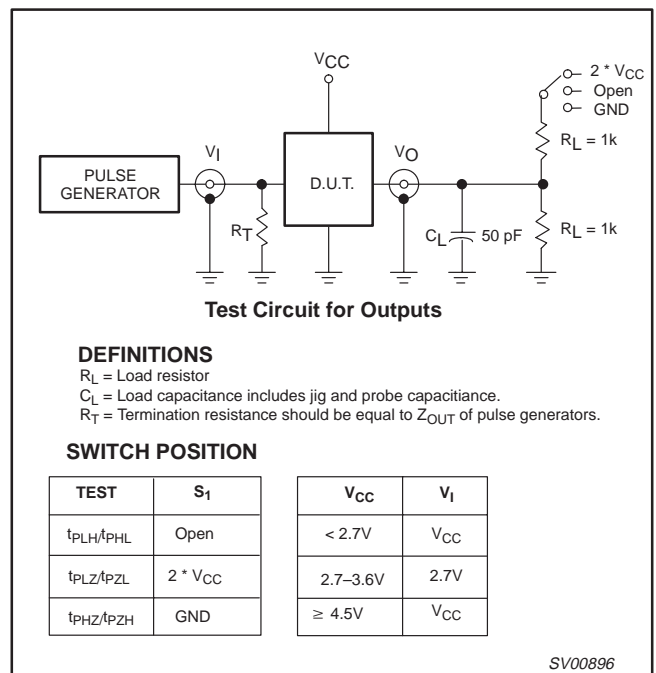 VCC
2 * VCC
Open
GND
RL = 1k
VI
VO
PULSE
GENERATOR
D.U.T.
RT
CL
50 pF
RL = 1k
Test Circuit for Outputs
DEFINITIONS
RL = Load resistor
CL = Load capacitance includes jig and probe capacitiance.
RT = Termination resistance should be equal to ZOUT of pulse generators.
SWITCH POSITION
TEST S1
tPLH/tPHL Open
tPLZ/tPZL 2 * VCC
tPHZ/tPZH GND
VCC VI
< 2.7V VCC
2.7–3.6V 2.7V
≥ 4.5V VCC
SV00896